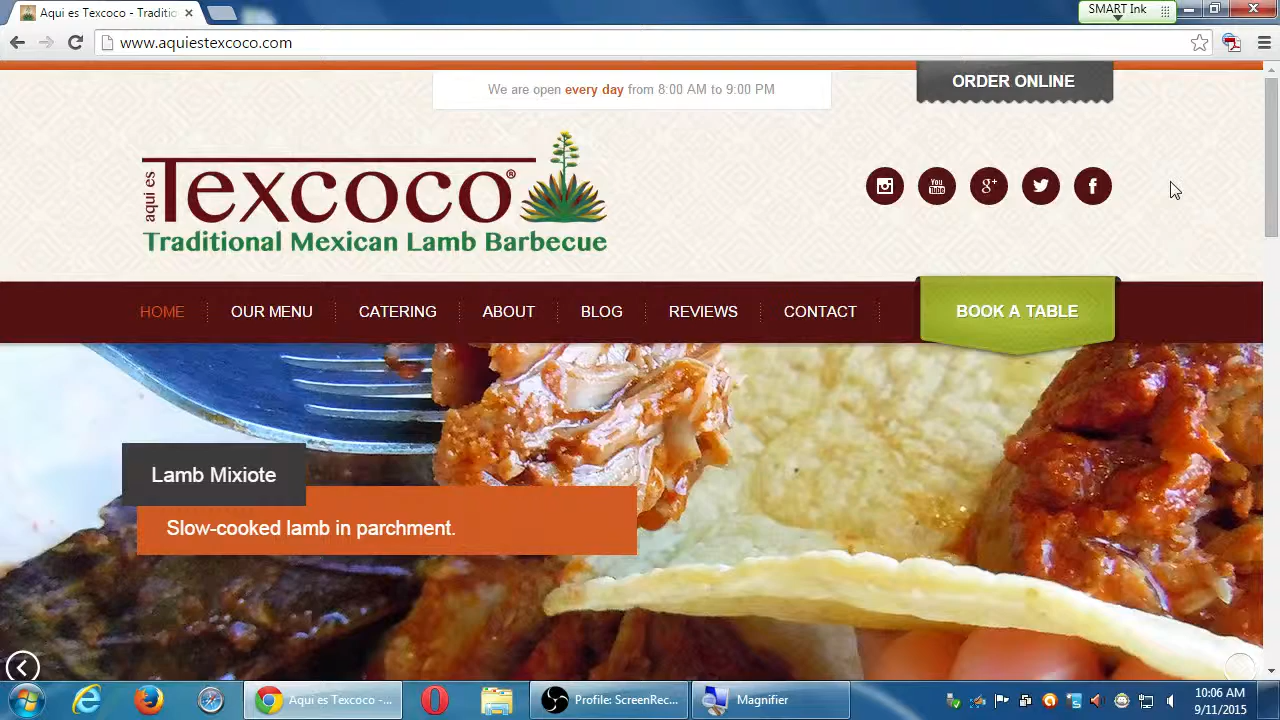 Aqui es Texcoco - Traditio
SMART Ink
www.aquiestexcoco.com
We are open every day from 8:00 AM to 9:00 PM
ORDER ONLINE
aqui es Texcoco®
Traditional Mexican Lamb Barbecue
You Tube
g+
f
HOME
OUR MENU
CATERING
ABOUT
BLOG
REVIEWS
CONTACT
BOOK A TABLE
Lamb Mixiote
Slow-cooked lamb in parchment.
Aqui es Texcoco -...
Profile: ScreenRec...
Magnifier
10:06 AM
9/11/2015